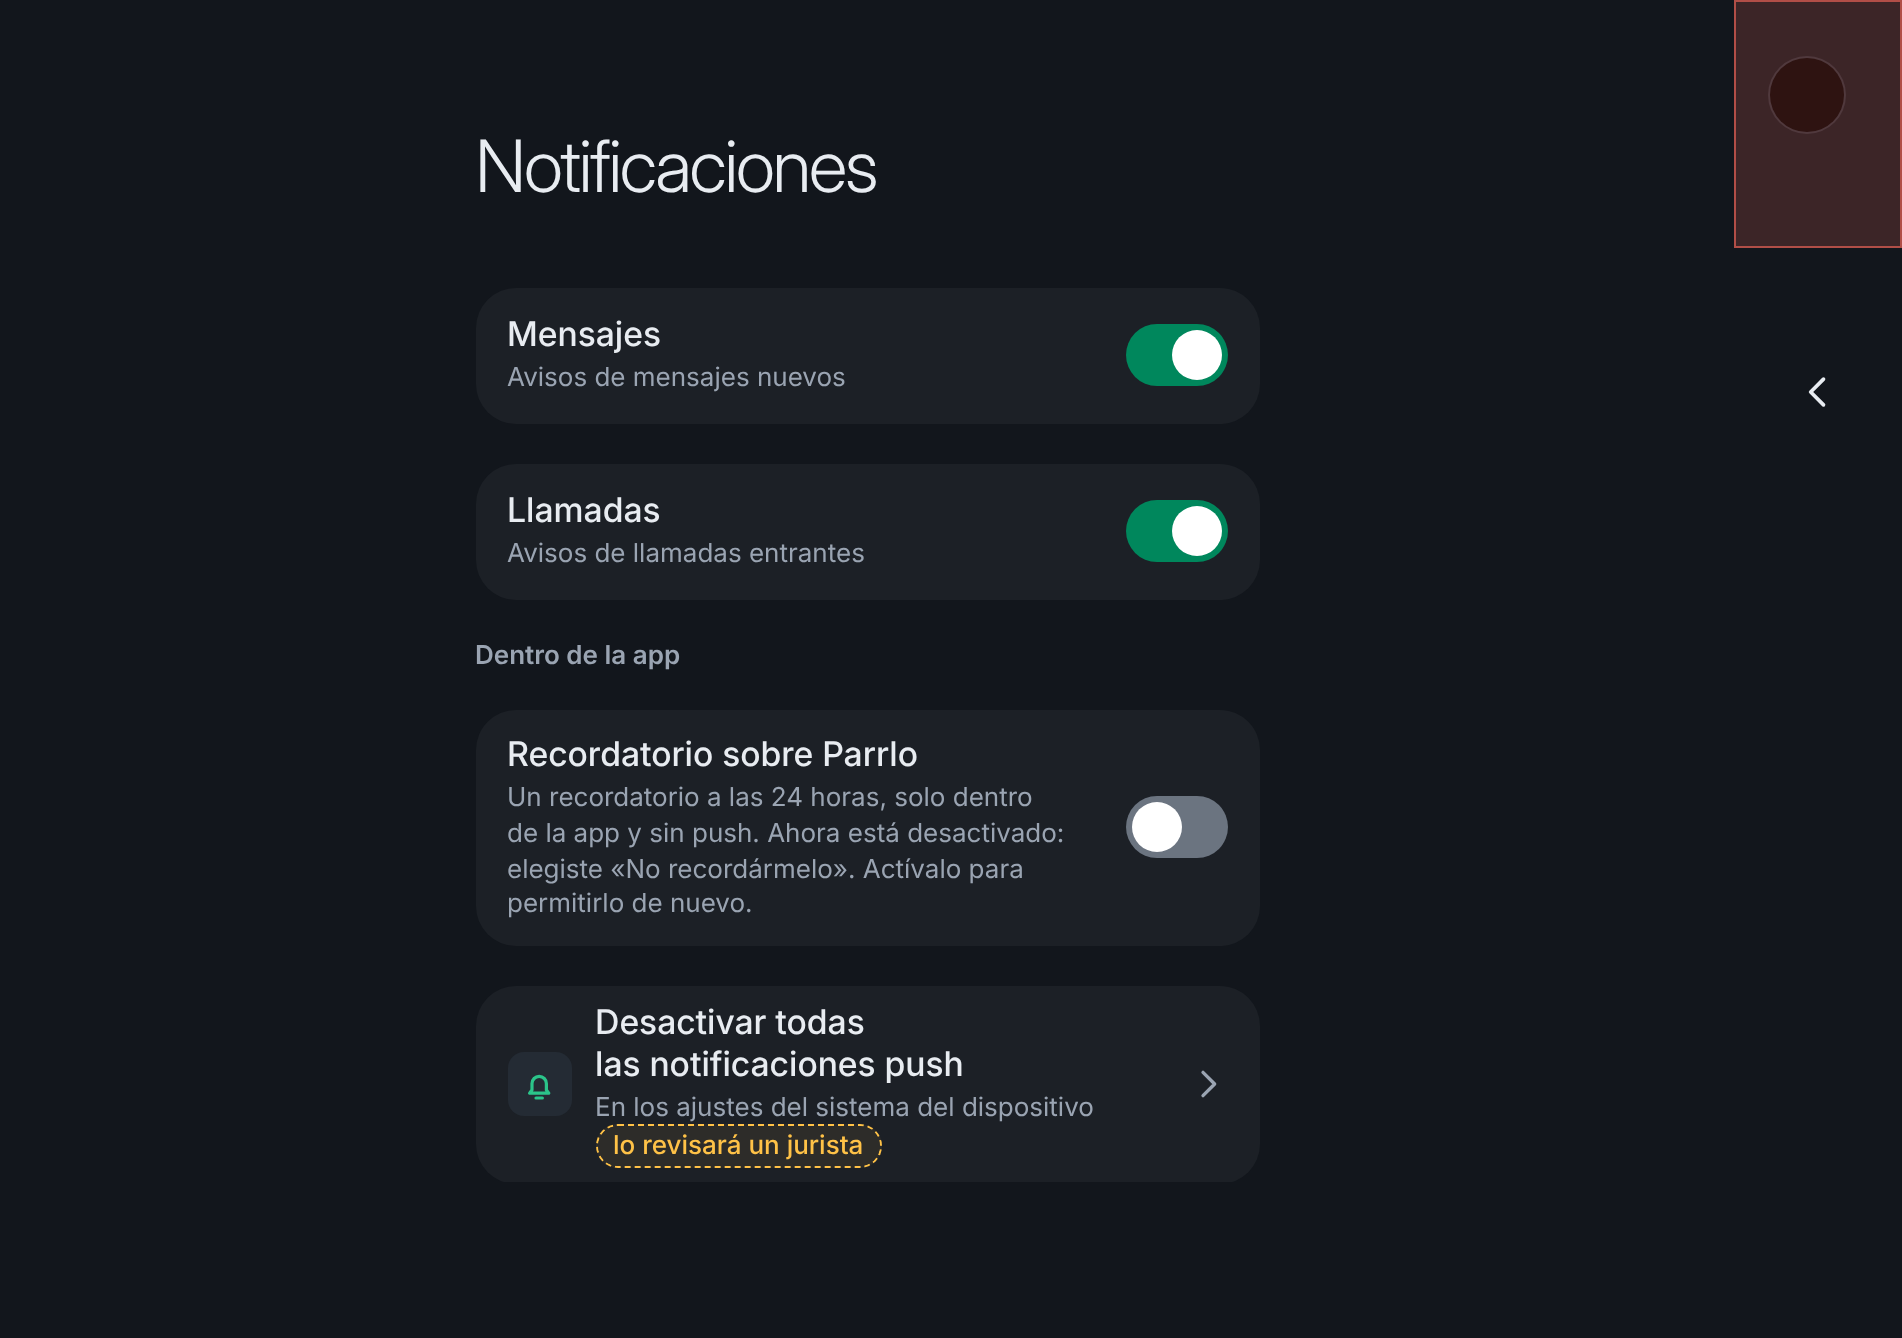 Notificaciones
Mensajes
Avisos de mensajes nuevos
Llamadas
Avisos de llamadas entrantes
Dentro de la app
Recordatorio sobre Parrlo
Un recordatorio a las 24 horas, solo dentro
de la app y sin push. Ahora está desactivado:
elegiste «No recordármelo». Actívalo para
permitirlo de nuevo.
Desactivar todas
las notificaciones push
En los ajustes del sistema del dispositivo
lo revisará un jurista